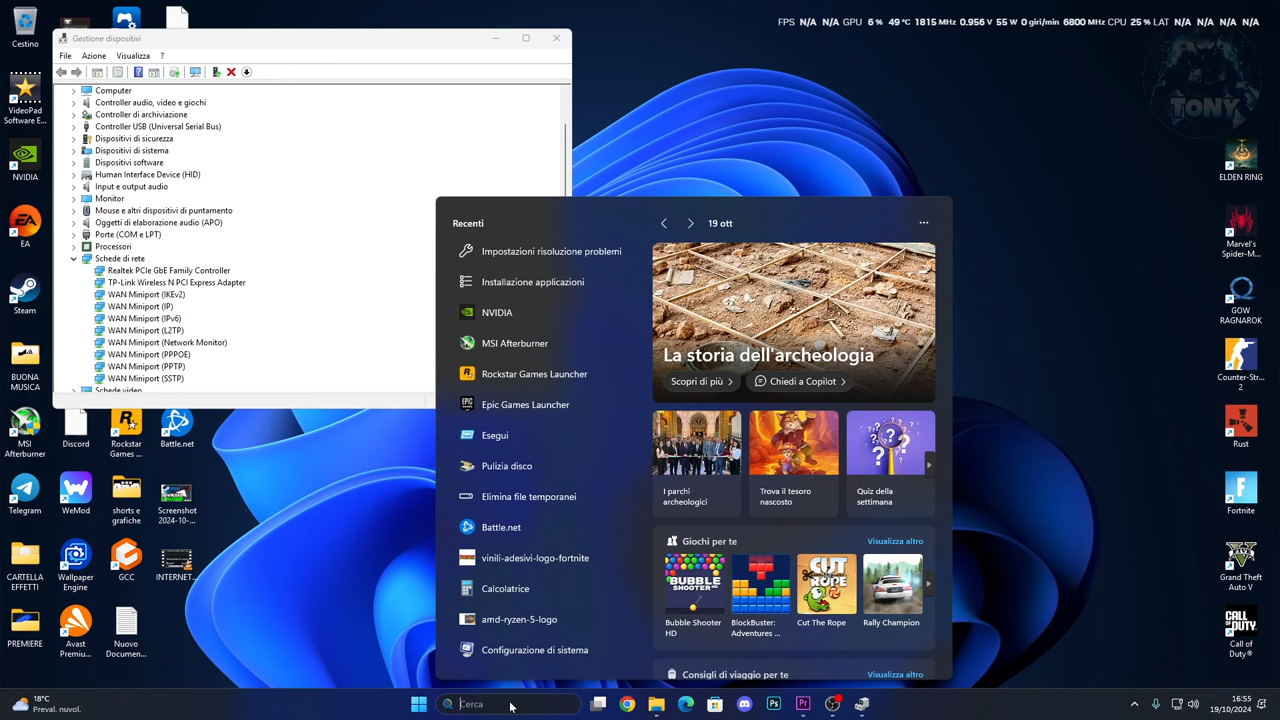 FPS N/A N/A GPU 6 % 49 °C 1815 MHz 0.956 V 55 W 0 giri/min 6800 MHz CPU 25 % LAT N/A N/A N/A N/A
Gestione dispositivi
File Azione Visualizza ?
Computer
Controller audio, video e giochi
Controller di archiviazione
Controller USB (Universal Serial Bus)
Dispositivi di sicurezza
Dispositivi di sistema
Dispositivi software
Human Interface Device (HID)
Input e output audio
Monitor
Mouse e altri dispositivi di puntamento
Oggetti di elaborazione audio (APO)
Porte (COM e LPT)
Processori
Schede di rete
Realtek PCIe GbE Family Controller
TP-Link Wireless N PCI Express Adapter
WAN Miniport (IKEv2)
WAN Miniport (IP)
WAN Miniport (IPv6)
WAN Miniport (L2TP)
WAN Miniport (Network Monitor)
WAN Miniport (PPPOE)
WAN Miniport (PPTP)
WAN Miniport (SSTP)
Schede video
Cestino
VideoPad
Software E...
NVIDIA
EA
Steam
BUONA
MUSICA
MSI
Afterburner
Discord
Rockstar
Games ...
Battle.net
Telegram
WeMod
shorts e
grafiche
Screenshot
2024-10-...
CARTELLA
EFFETTI
Wallpaper
Engine
GCC
INTERNET...
PREMIERE
Avast
Premiu...
Nuovo
Documen...
Recenti
Impostazioni risoluzione problemi
Installazione applicazioni
NVIDIA
MSI Afterburner
Rockstar Games Launcher
Epic Games Launcher
Esegui
Pulizia disco
Elimina file temporanei
Battle.net
vinili-adesivi-logo-fortnite
Calcolatrice
amd-ryzen-5-logo
Configurazione di sistema
19 ott
La storia dell'archeologia
Scopri di più
Chiedi a Copilot
I parchi
archeologici
Trova il tesoro
nascosto
Quiz della
settimana
Giochi per te
Visualizza altro
BUBBLE
SHOOTER
CUT
THE
ROPE
Bubble Shooter
HD
BlockBuster:
Adventures ...
Cut The Rope
Rally Champion
Consigli di viaggio per te
Visualizza altro
TONY
ELDEN RING
Marvel's
Spider-M...
GOW
RAGNAROK
Counter-Str...
2
Rust
Fortnite
Grand Theft
Auto V
CALL OF DUTY
Call of
Duty®
18°C
Preval. nuvol.
Cerca
16:55
19/10/2024